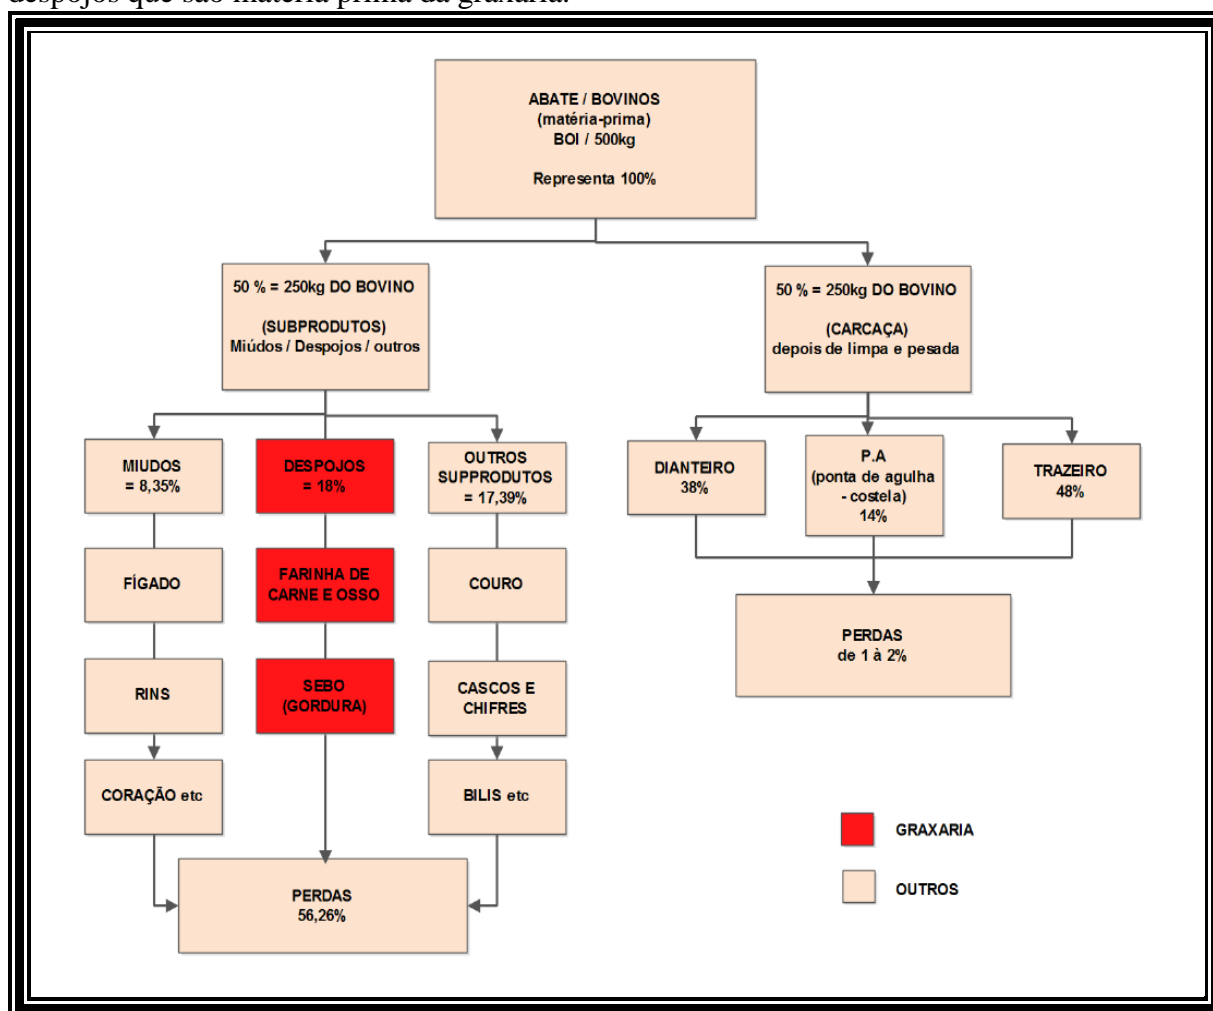 despojos que são matéria prima da graxaria.
ABATE / BOVINOS
(matéria-prima)
BOI / 500kg
Representa 100%
50 % = 250kg DO BOVINO
(SUBPRODUTOS)
Miúdos / Despojos / outros
50 % = 250kg DO BOVINO
(CARCAÇA)
depois de limpa e pesada
MIUDOS
= 8,35%
DESPOJOS
= 18%
OUTROS
SUPPRODUTOS
= 17,39%
DIANTEIRO
38%
P.A
(ponta de agulha
- costela)
14%
TRAZEIRO
48%
FÍGADO
FARINHA DE
CARNE E OSSO
COURO
PERDAS
de 1 à 2%
RINS
SEBO
(GORDURA)
CASCOS E
CHIFRES
CORAÇÃO etc
BILIS etc
PERDAS
56,26%
GRAXARIA
OUTROS